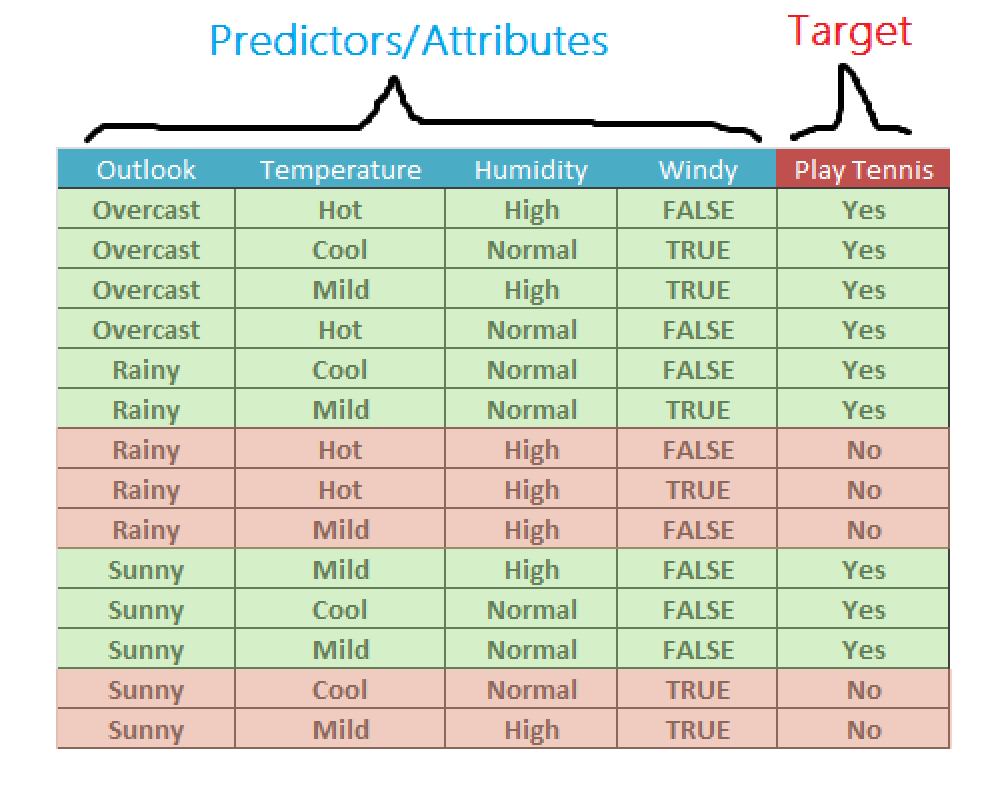 Predictors/Attributes Target
Outlook Temperature Humidity Windy Play Tennis
Overcast Hot High FALSE Yes
Overcast Cool Normal TRUE Yes
Overcast Mild High TRUE Yes
Overcast Hot Normal FALSE Yes
Rainy Cool Normal FALSE Yes
Rainy Mild Normal TRUE Yes
Rainy Hot High FALSE No
Rainy Hot High TRUE No
Rainy Mild High FALSE No
Sunny Mild High FALSE Yes
Sunny Cool Normal FALSE Yes
Sunny Mild Normal FALSE Yes
Sunny Cool Normal TRUE No
Sunny Mild High TRUE No